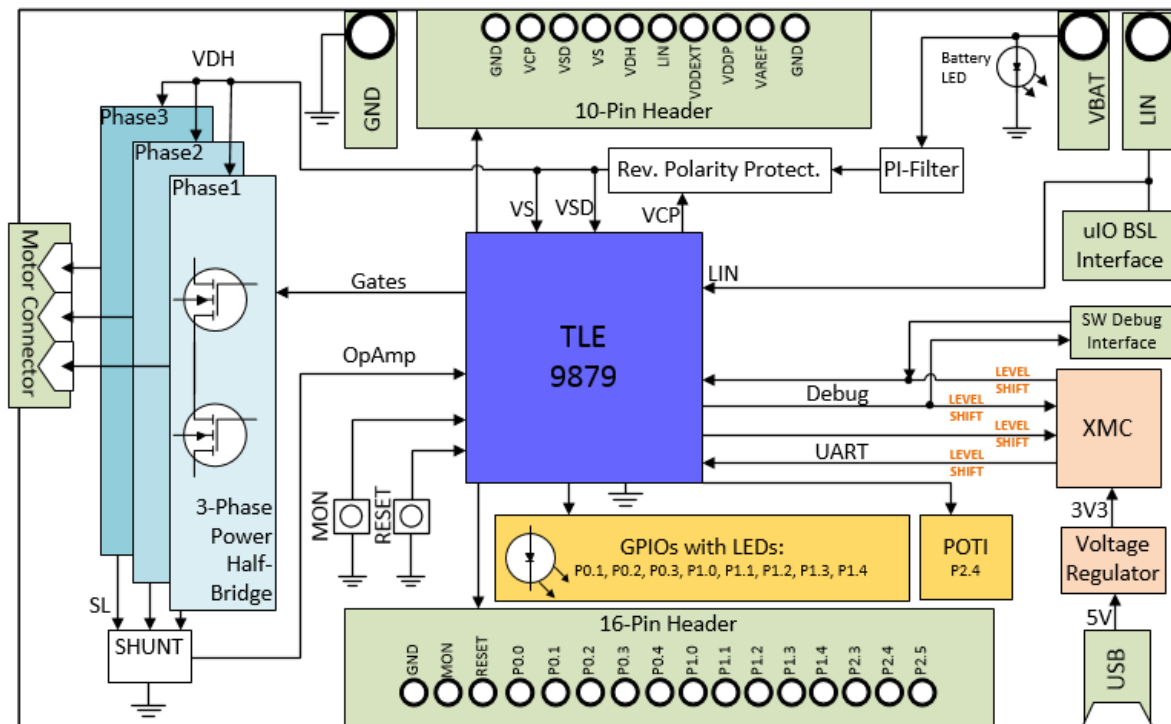 GND
VCP
VSD
VS
VDH
LIN
VDDEXT
VDDP
VAREF
GND
10-Pin Header
GND
VBAT
LIN
Battery
LED
VDH
Phase3
Phase2
Phase1
Rev. Polarity Protect.
PI-Filter
VS
VSD
VCP
uIO BSL
Interface
LIN
Motor Connector
Gates
TLE
9879
SW Debug
Interface
OpAmp
LEVEL
SHIFT
Debug
LEVEL
SHIFT
LEVEL
SHIFT
UART
LEVEL
SHIFT
XMC
MON
RESET
3-Phase
Power
Half-
Bridge
3V3
GPIOs with LEDs:
P0.1, P0.2, P0.3, P1.0, P1.1, P1.2, P1.3, P1.4
POTI
P2.4
Voltage
Regulator
SL
SHUNT
5V
USB
16-Pin Header
GND
MON
RESET
P0.0
P0.1
P0.2
P0.3
P0.4
P1.0
P1.1
P1.2
P1.3
P1.4
P2.3
P2.4
P2.5